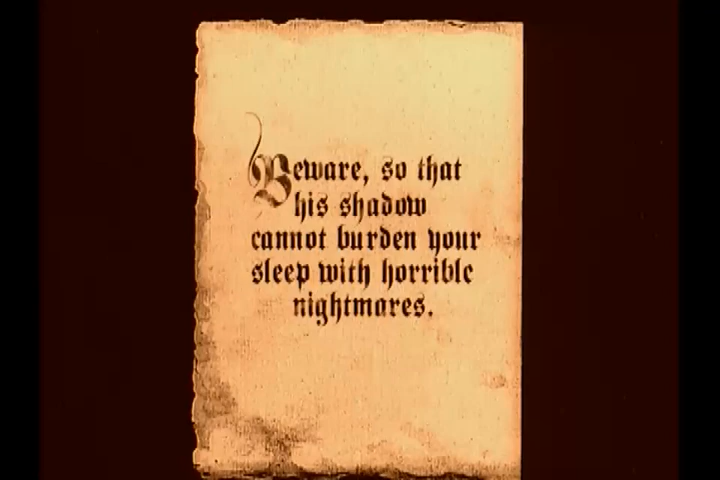 Beware, so that
his shadow
cannot burden your
sleep with horrible
nightmares.